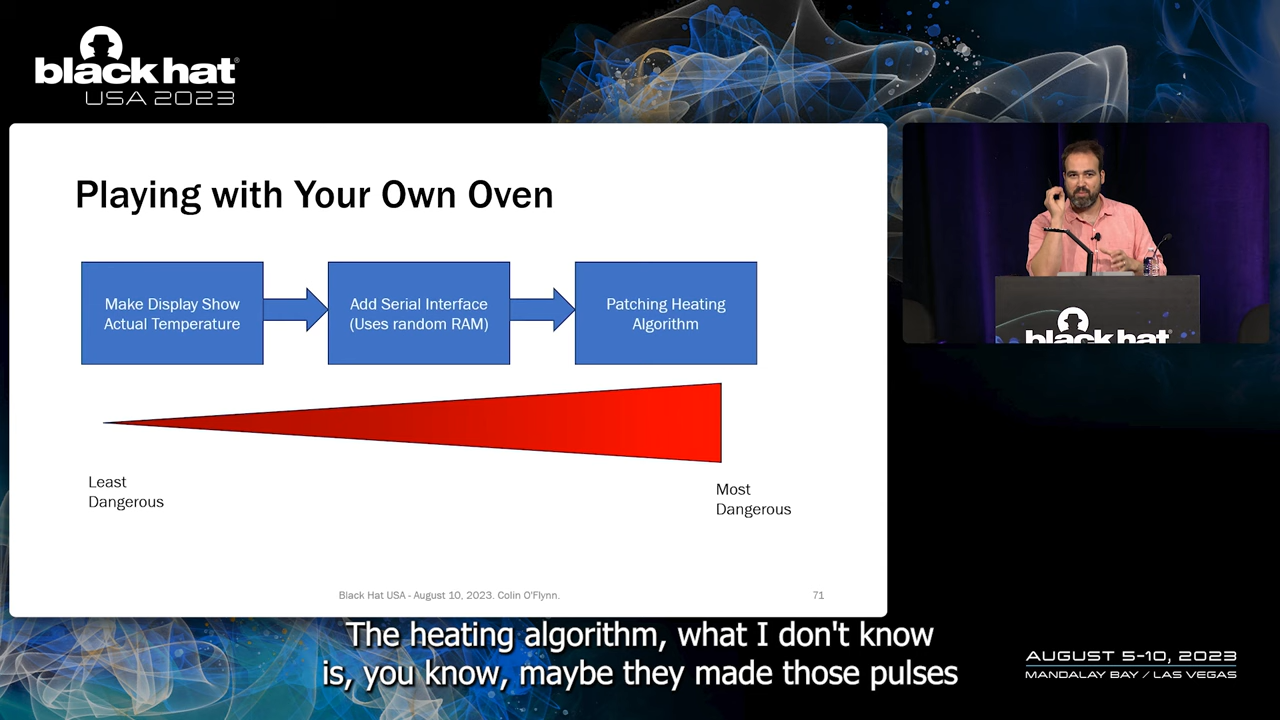 black hat®
USA 2023
Playing with Your Own Oven
Make Display Show
Actual Temperature
Add Serial Interface
(Uses random RAM)
Patching Heating
Algorithm
Least
Dangerous
Most
Dangerous
Black Hat USA - August 10, 2023. Colin O'Flynn.
71
black hat
The heating algorithm, what I don't know
is, you know, maybe they made those pulses
AUGUST 5-10, 2023
MANDALAY BAY / LAS VEGAS